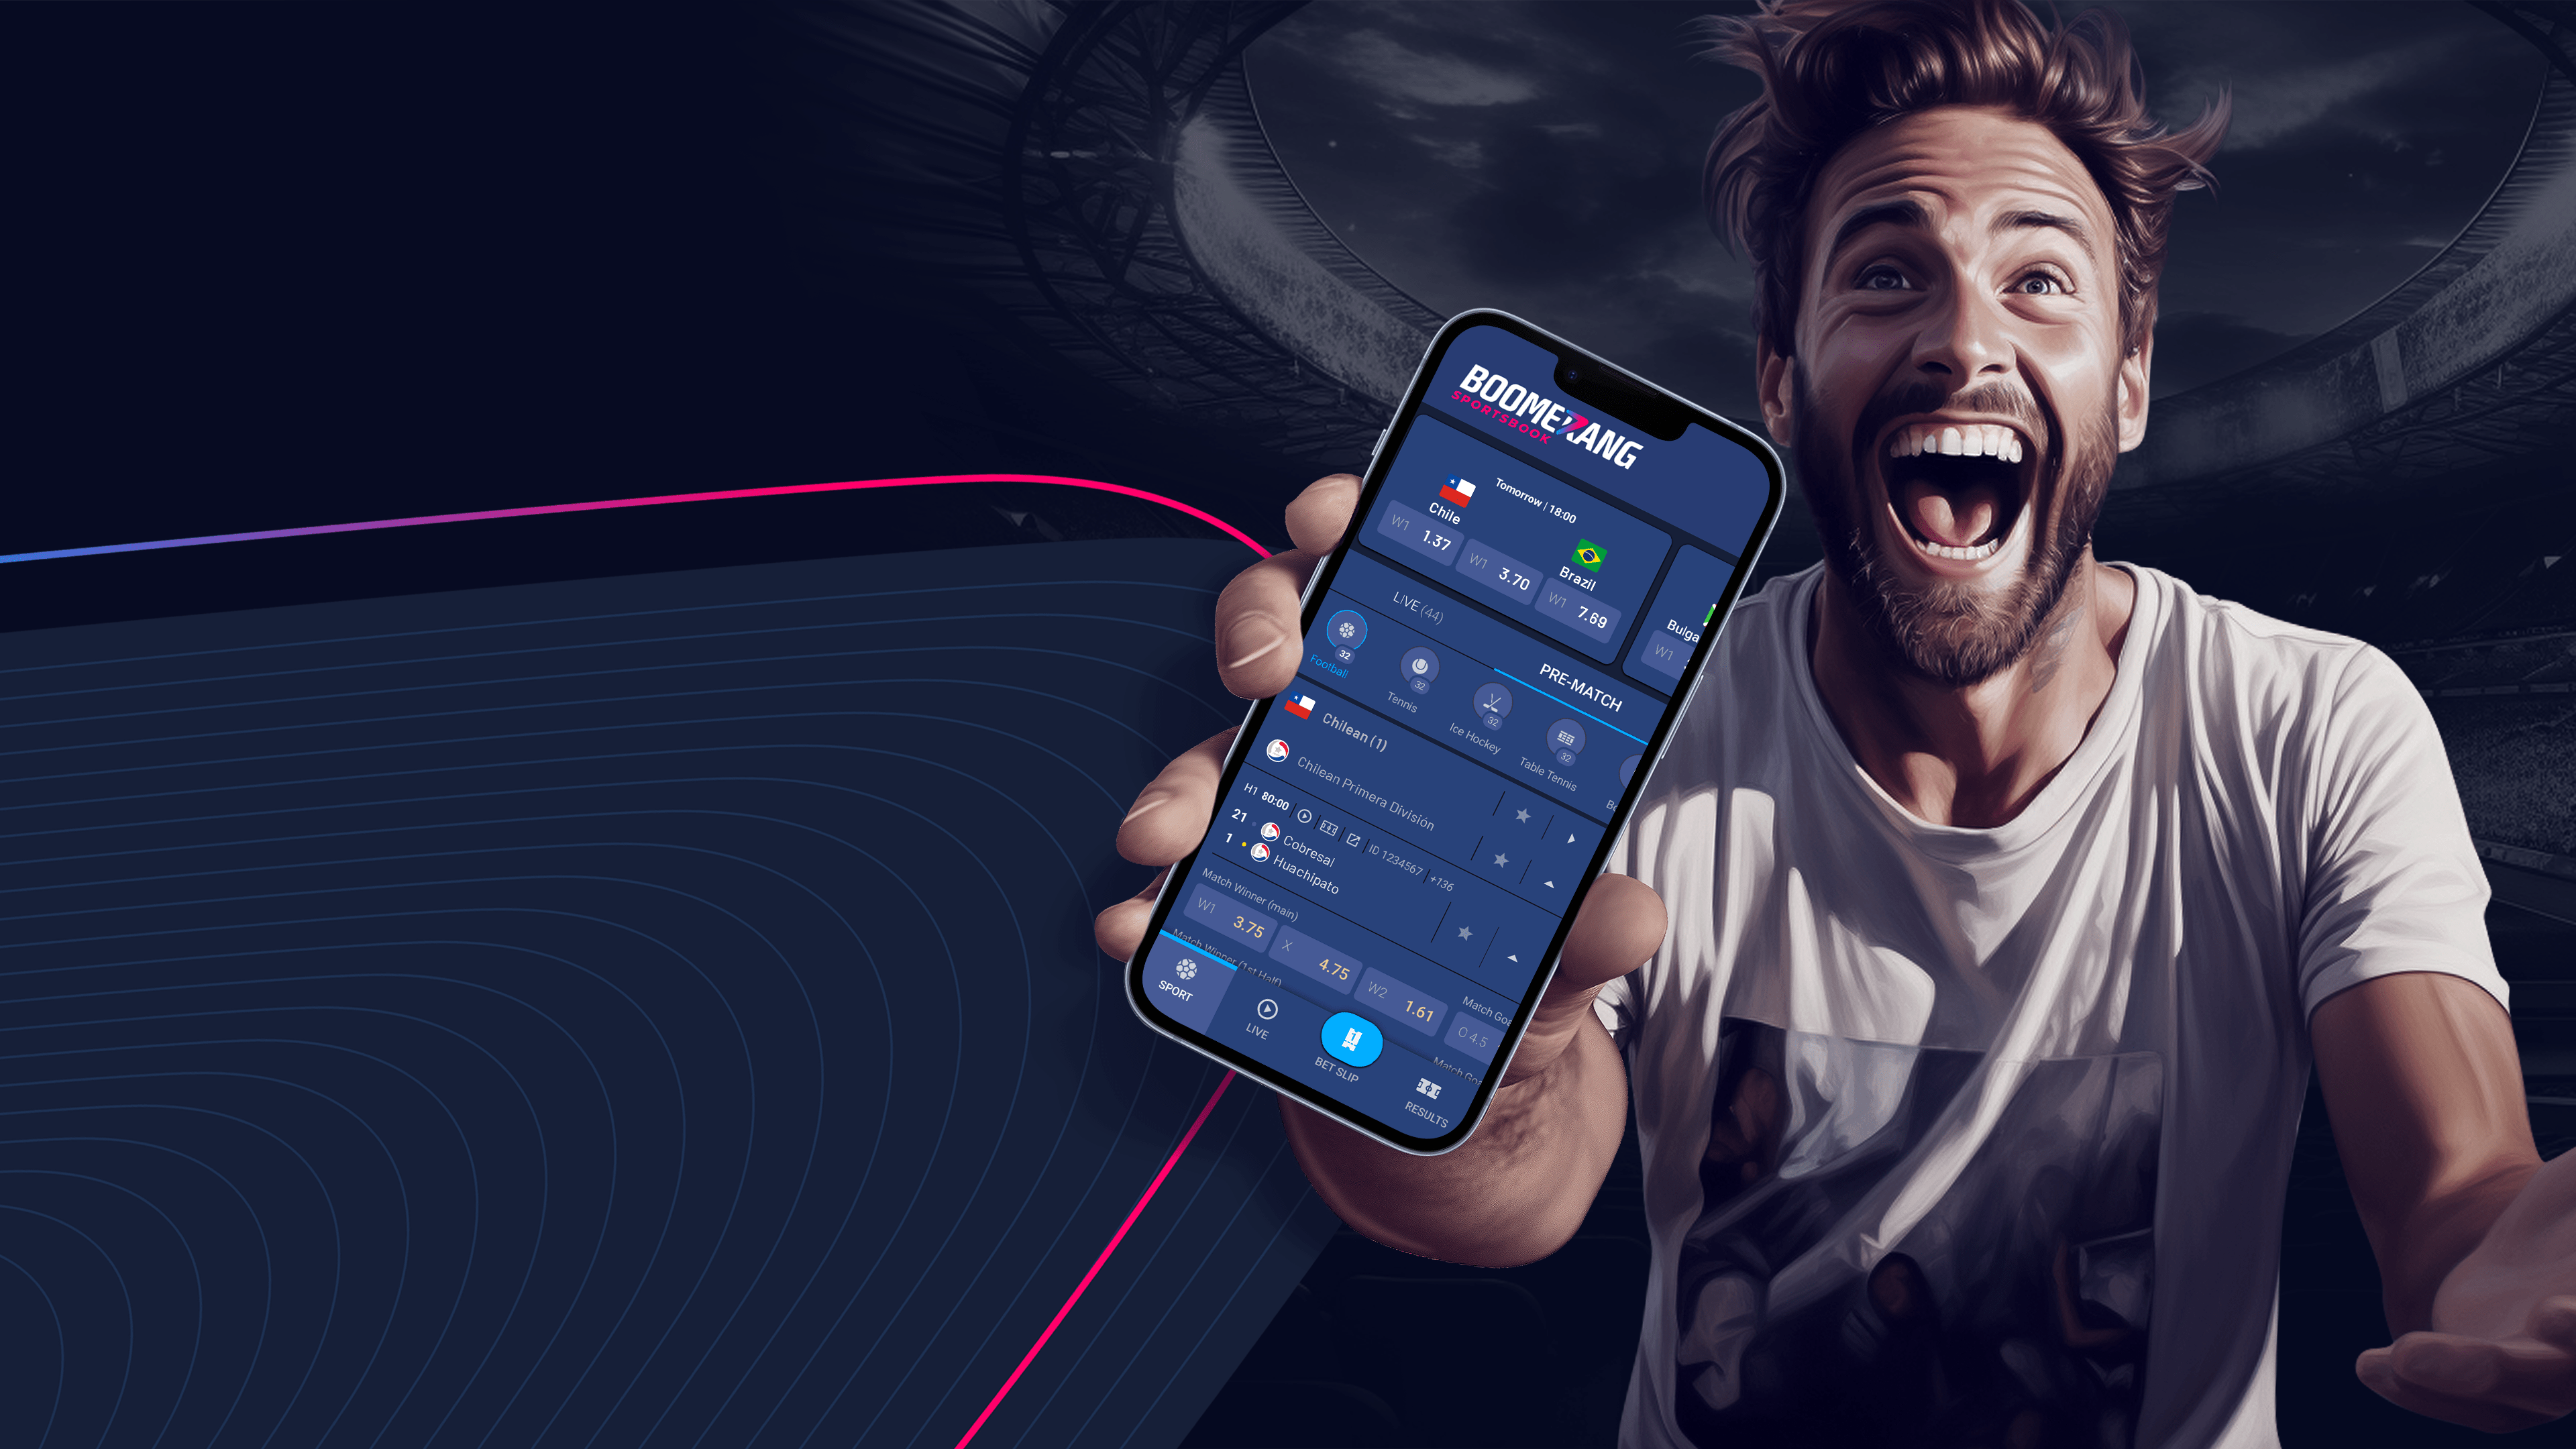 BOOMERANG
SPORTSBOOK
Tomorrow | 18:00
Chile
Brazil
W1 1.37
W1 3.70
W1 7.69
Bulga
W1
LIVE (44)
PRE-MATCH
32
Football
32
Tennis
32
Ice Hockey
32
Table Tennis
Bo
Chilean (1)
Chilean Primera División
H1 80:00
ID 1234567
+136
21 Cobresal
1 Huachipato
Match Winner (main)
W1 3.75
X 4.75
W2 1.61
Match Goa
O 4.5
Match Winner (1st Half)
Match Goa
SPORT
LIVE
BET SLIP
RESULTS